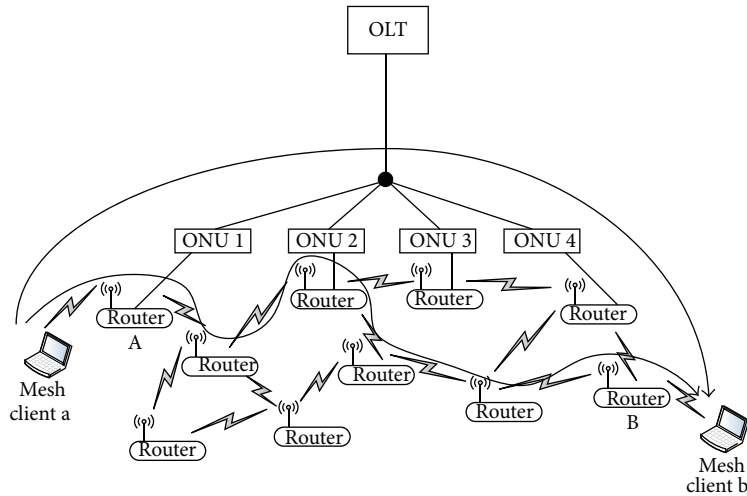 OLT
ONU 1
ONU 2
ONU 3
ONU 4
Router
Router
Router
A
Router
Router
Router
Router
Router
B
Router
Router
Mesh
client a
Mesh
client b